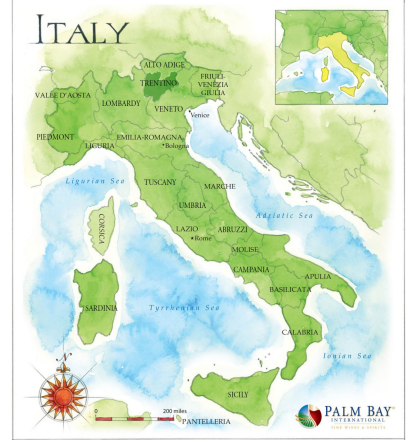 ITALY
ALTO ADIGE
TRENTINO
FRIULI-
VENEZIA
GIULIA
VALLE D'AOSTA
LOMBARDY
VENETO
Venice
PIEDMONT
EMILIA-ROMAGNA
LIGURIA
Bologna
Ligurian Sea
TUSCANY
MARCHE
UMBRIA
Adriatic Sea
CORSICA
LAZIO
ABRUZZI
Rome
MOLISE
CAMPANIA
APULIA
BASILICATA
SARDINIA
Tyrrhenian Sea
CALABRIA
Ionian Sea
N
SICILY
0 200 miles
PANTELLERIA
PALM BAY®
INTERNATIONAL
FINE WINES & SPIRITS